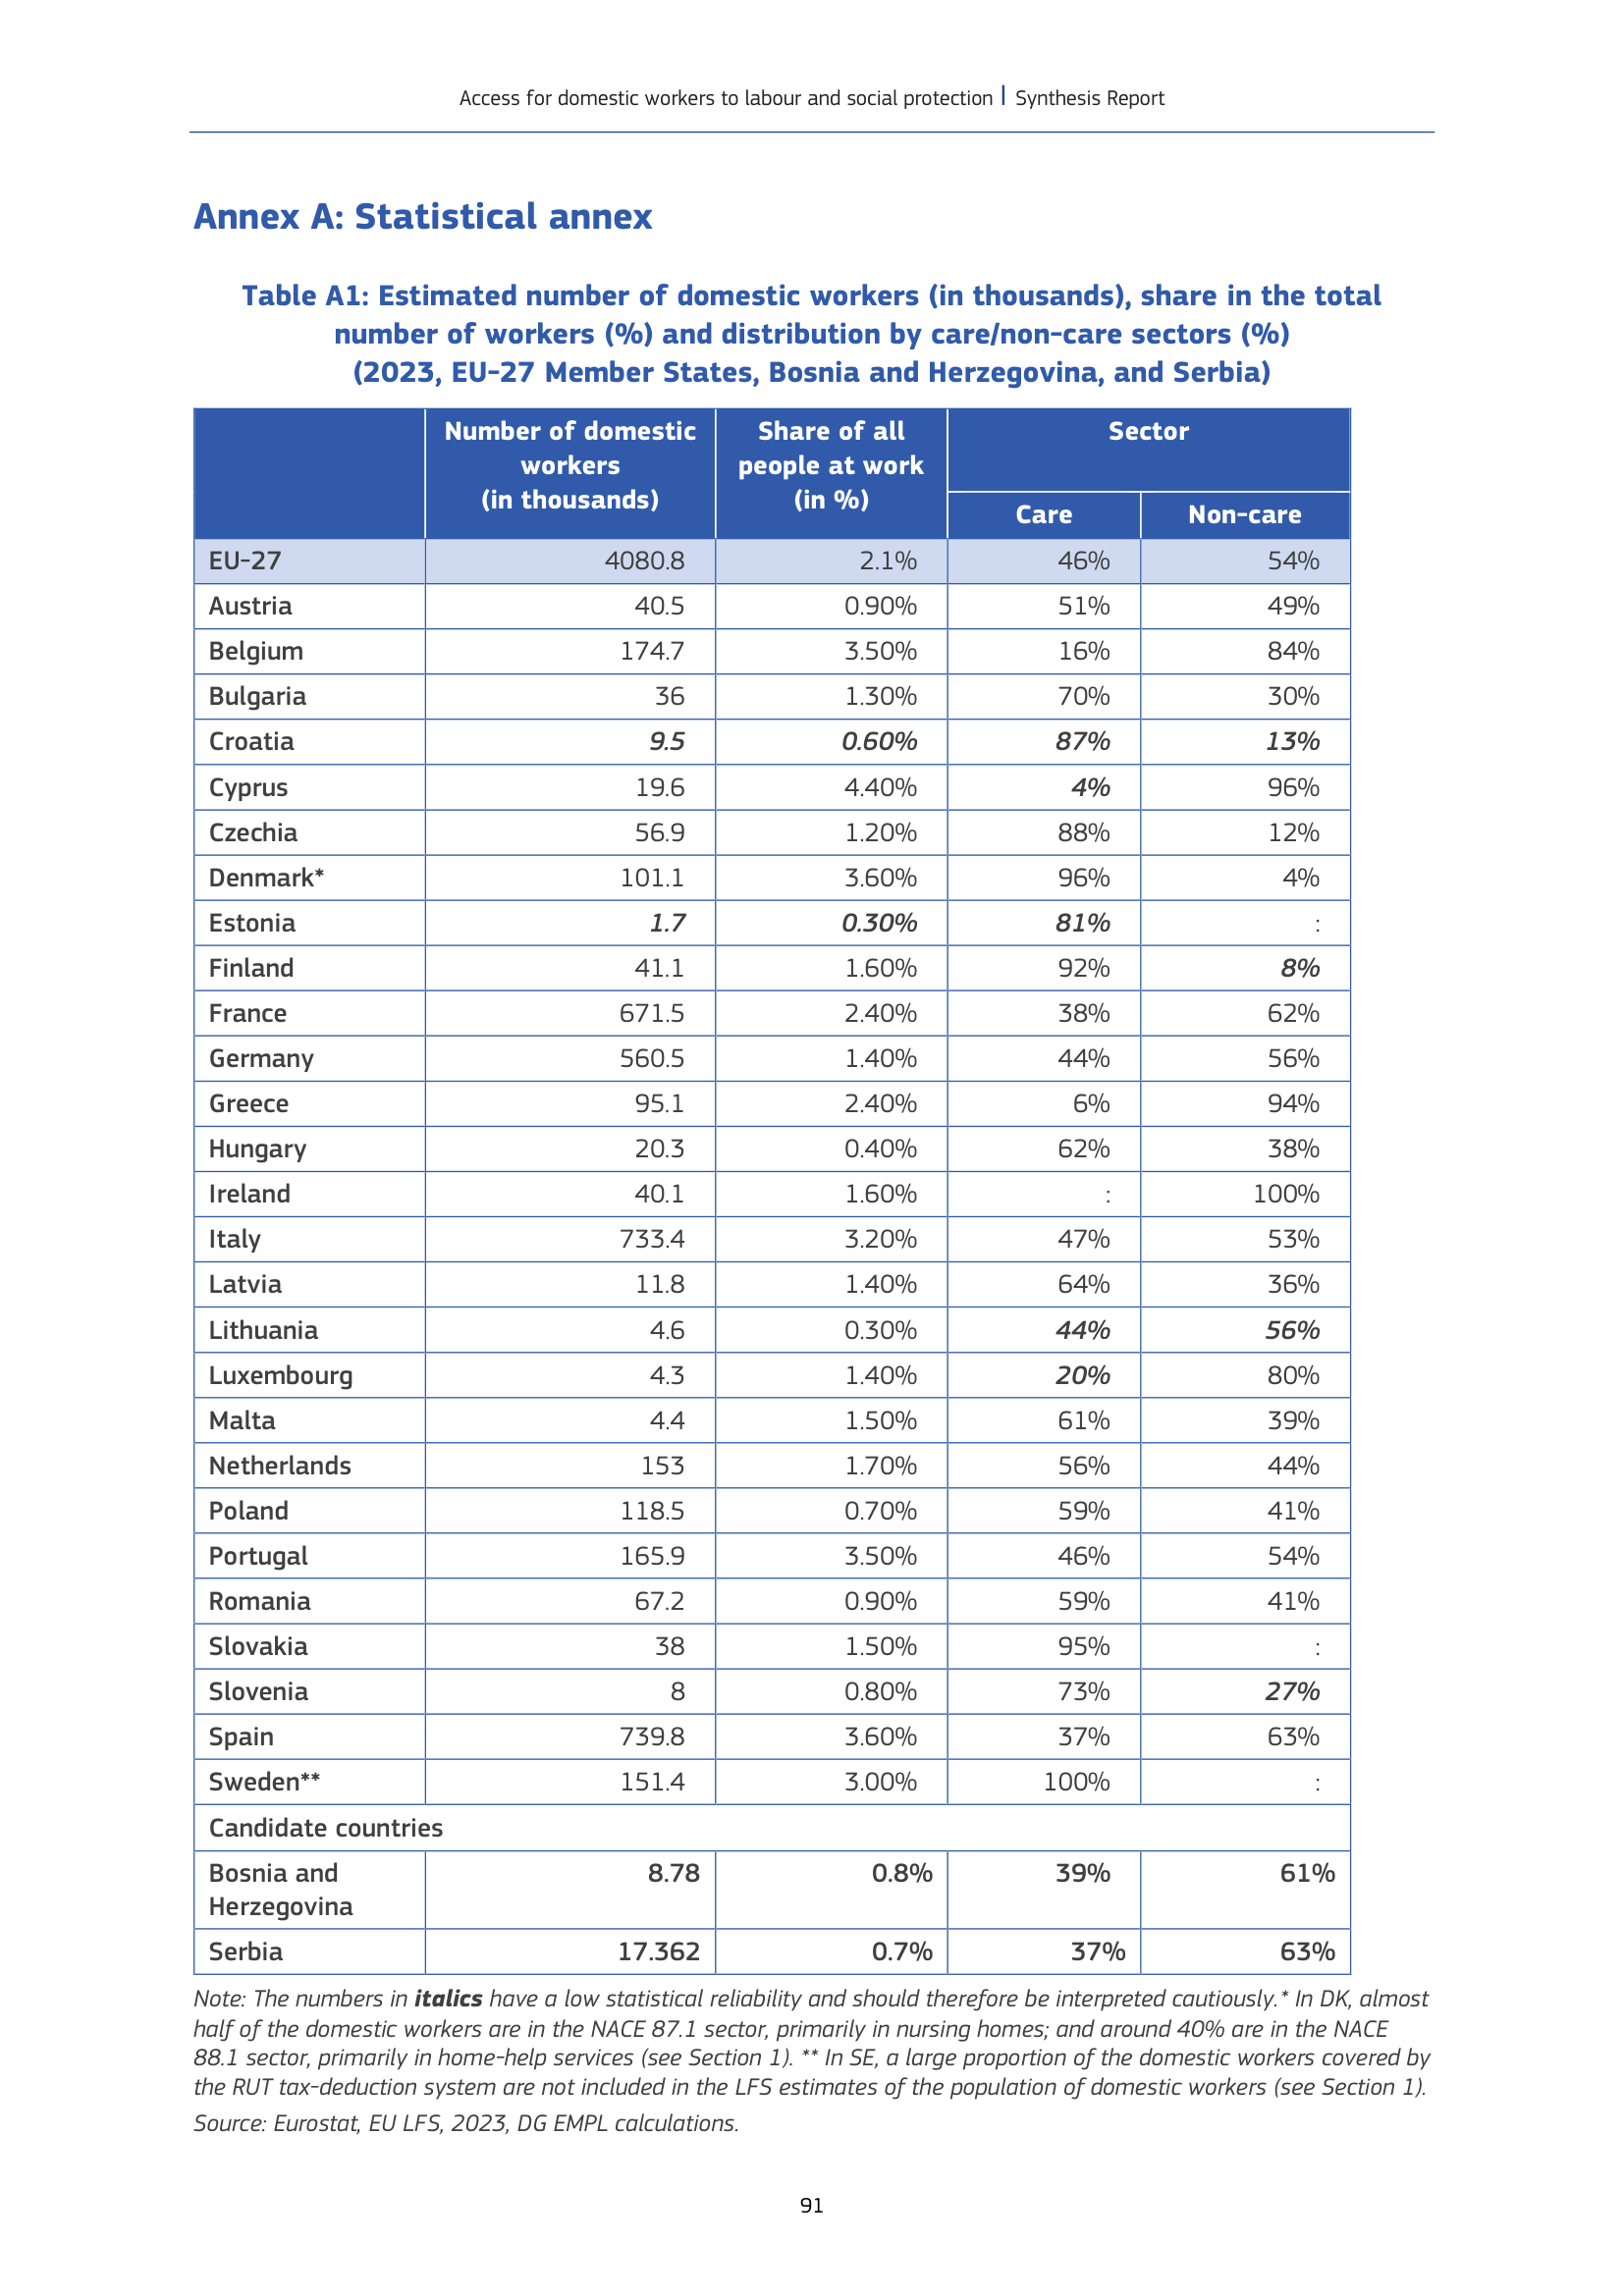 Access for domestic workers to labour and social protection | Synthesis Report
Annex A: Statistical annex
Table A1: Estimated number of domestic workers (in thousands), share in the total
number of workers (%) and distribution by care/non-care sectors (%)
(2023, EU-27 Member States, Bosnia and Herzegovina, and Serbia)
Number of domestic workers (in thousands) Share of all people at work (in %) Sector
Care Non-care
EU-27 4080.8 2.1% 46% 54%
Austria 40.5 0.90% 51% 49%
Belgium 174.7 3.50% 16% 84%
Bulgaria 36 1.30% 70% 30%
Croatia 9.5 0.60% 87% 13%
Cyprus 19.6 4.40% 4% 96%
Czechia 56.9 1.20% 88% 12%
Denmark* 101.1 3.60% 96% 4%
Estonia 1.7 0.30% 81% :
Finland 41.1 1.60% 92% 8%
France 671.5 2.40% 38% 62%
Germany 560.5 1.40% 44% 56%
Greece 95.1 2.40% 6% 94%
Hungary 20.3 0.40% 62% 38%
Ireland 40.1 1.60% : 100%
Italy 733.4 3.20% 47% 53%
Latvia 11.8 1.40% 64% 36%
Lithuania 4.6 0.30% 44% 56%
Luxembourg 4.3 1.40% 20% 80%
Malta 4.4 1.50% 61% 39%
Netherlands 153 1.70% 56% 44%
Poland 118.5 0.70% 59% 41%
Portugal 165.9 3.50% 46% 54%
Romania 67.2 0.90% 59% 41%
Slovakia 38 1.50% 95% :
Slovenia 8 0.80% 73% 27%
Spain 739.8 3.60% 37% 63%
Sweden** 151.4 3.00% 100% :
Candidate countries
Bosnia and Herzegovina 8.78 0.8% 39% 61%
Serbia 17.362 0.7% 37% 63%
Note: The numbers in italics have a low statistical reliability and should therefore be interpreted cautiously.* In DK, almost
half of the domestic workers are in the NACE 87.1 sector, primarily in nursing homes; and around 40% are in the NACE
88.1 sector, primarily in home-help services (see Section 1). ** In SE, a large proportion of the domestic workers covered by
the RUT tax-deduction system are not included in the LFS estimates of the population of domestic workers (see Section 1).
Source: Eurostat, EU LFS, 2023, DG EMPL calculations.
91